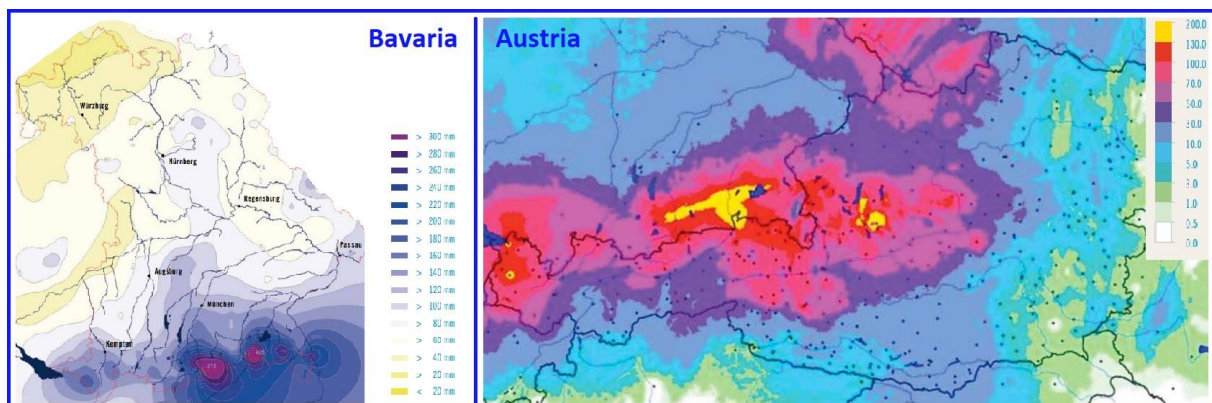 Bavaria
Würzburg
Nürnberg
Regensburg
Passau
Augsburg
München
Kempten
> 300 mm
> 280 mm
> 260 mm
> 240 mm
> 220 mm
> 200 mm
> 180 mm
> 160 mm
> 140 mm
> 120 mm
> 100 mm
> 80 mm
> 60 mm
> 40 mm
> 20 mm
< 20 mm
Austria
200.0
130.0
100.0
70.0
50.0
30.0
10.0
5.0
3.0
1.0
0.5
0.0